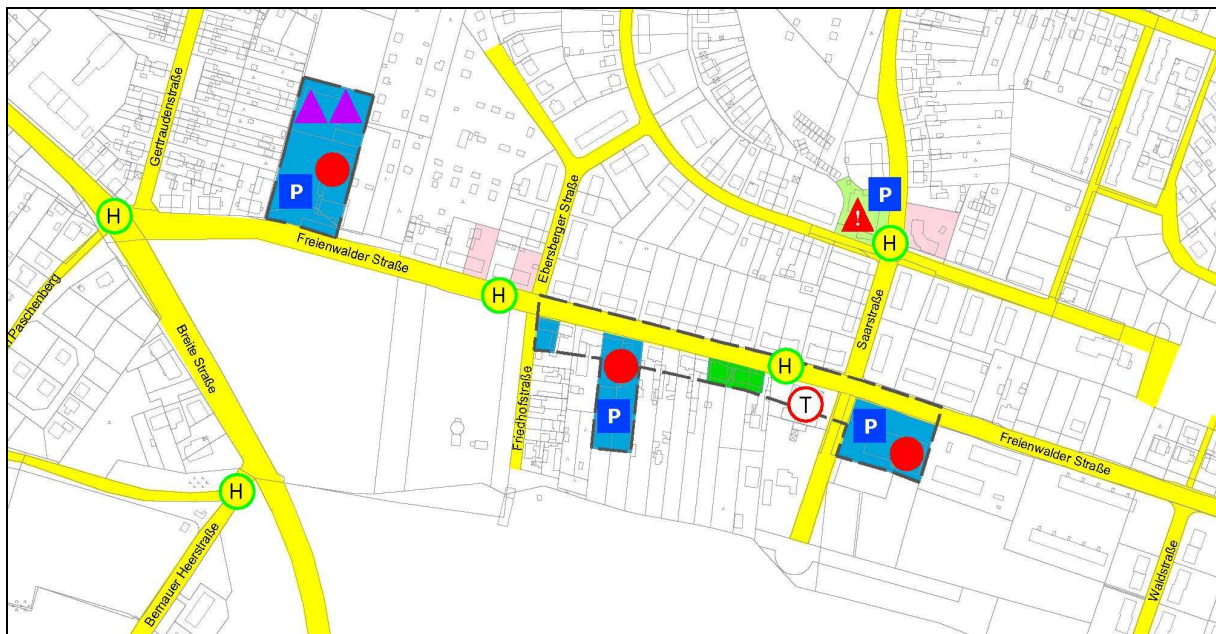 Gertraudenstraße
P
P
H
Freienwalder Straße
Ebersberger Straße
!
H
Paschenberg
H
Breite Straße
Saarstraße
H
Friedhofstraße
T
P
P
Freienwalder Straße
H
Bernauer Heerstraße
Waldstraße